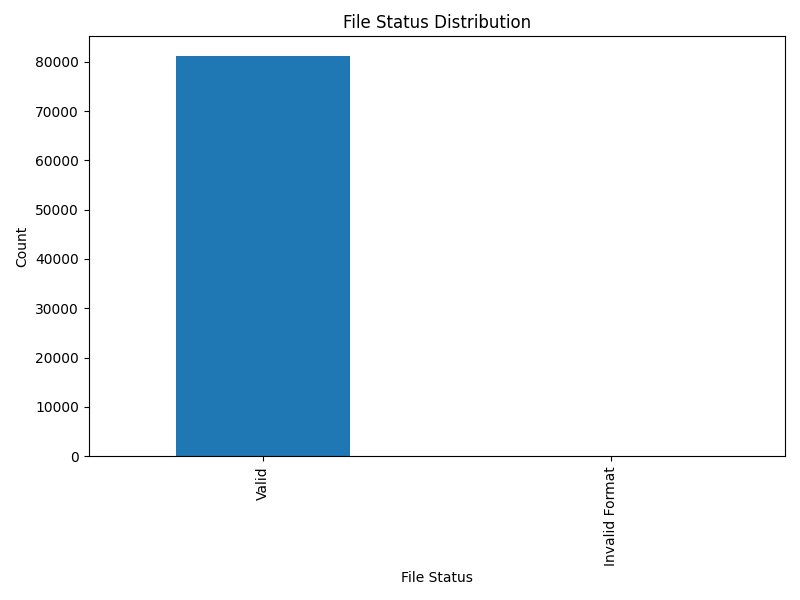 File Status Distribution
Count
80000
70000
60000
50000
40000
30000
20000
10000
0
Valid
Invalid Format
File Status